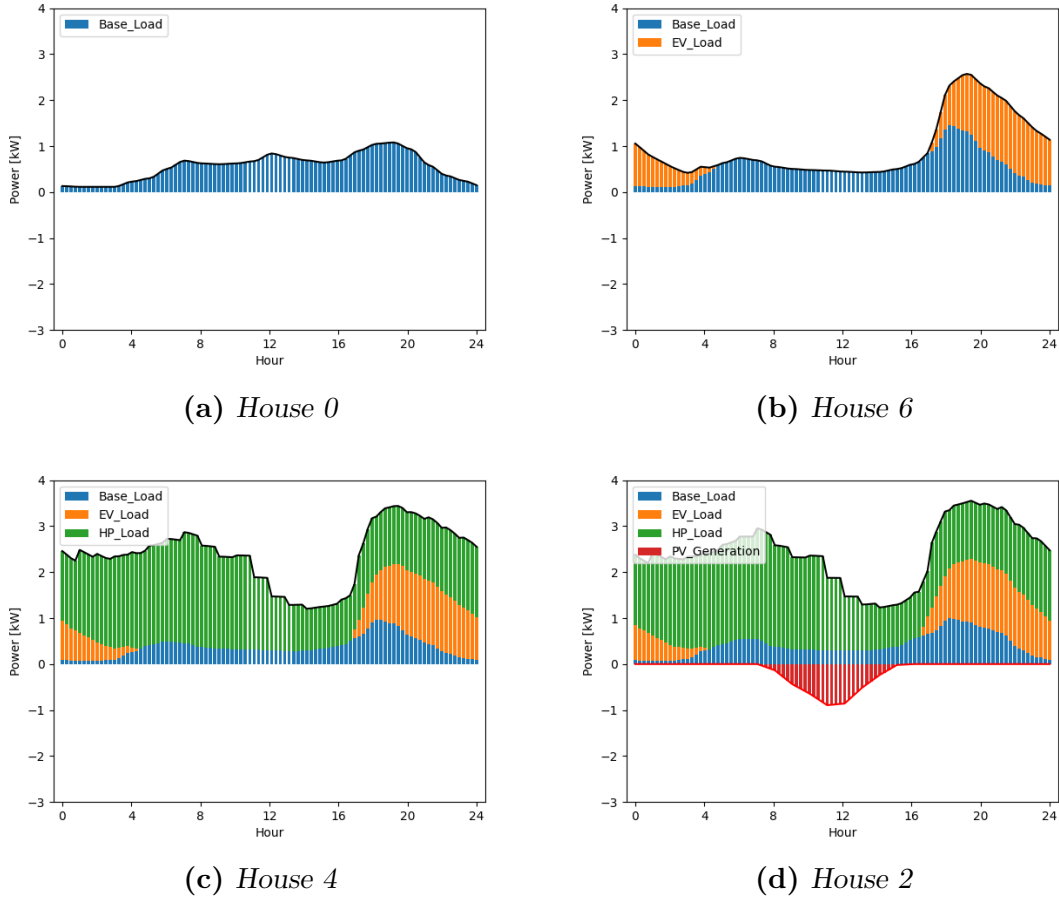 Base_Load
4
3
2
1
0
−1
−2
−3
Power [kW]
0 4 8 12 16 20 24
Hour
(a) House 0
Base_Load
EV_Load
4
3
2
1
0
−1
−2
−3
Power [kW]
0 4 8 12 16 20 24
Hour
(b) House 6
Base_Load
EV_Load
HP_Load
4
3
2
1
0
−1
−2
−3
Power [kW]
0 4 8 12 16 20 24
Hour
(c) House 4
Base_Load
EV_Load
HP_Load
PV_Generation
4
3
2
1
0
−1
−2
−3
Power [kW]
0 4 8 12 16 20 24
Hour
(d) House 2